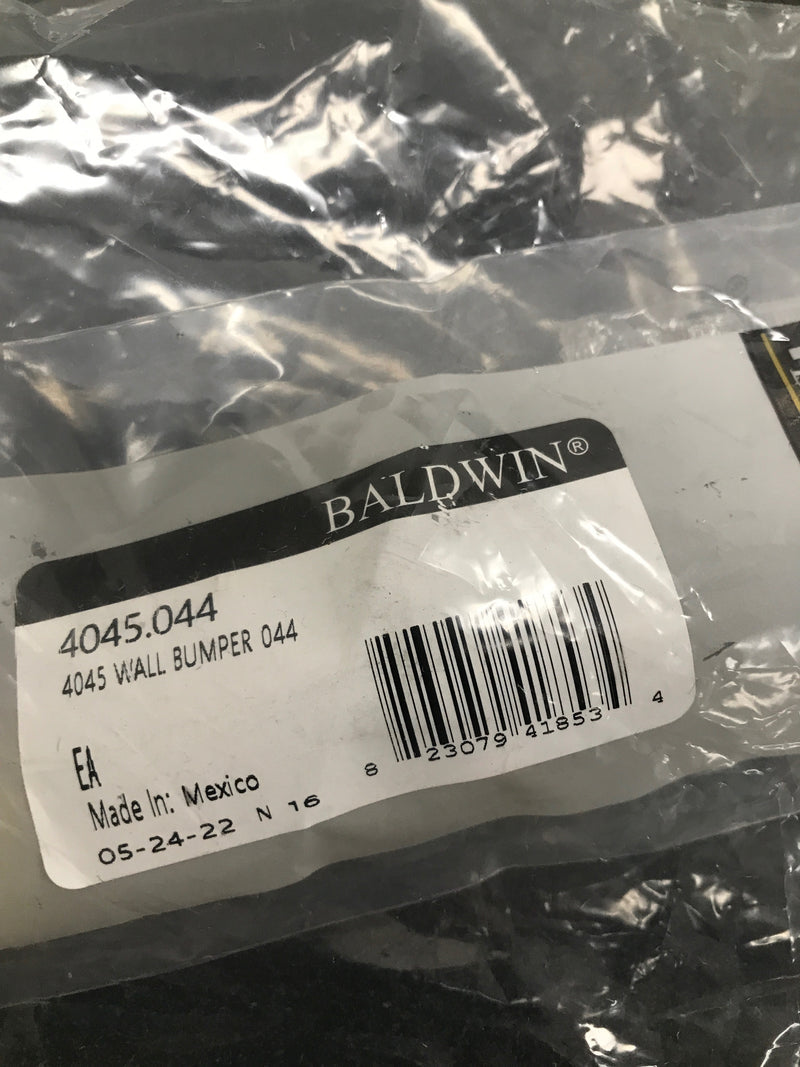 BALDWIN®
4045.044
4045 WALL BUMPER 044
EA
Made In: Mexico
05-24-22 N 16
8 23079 41853 4